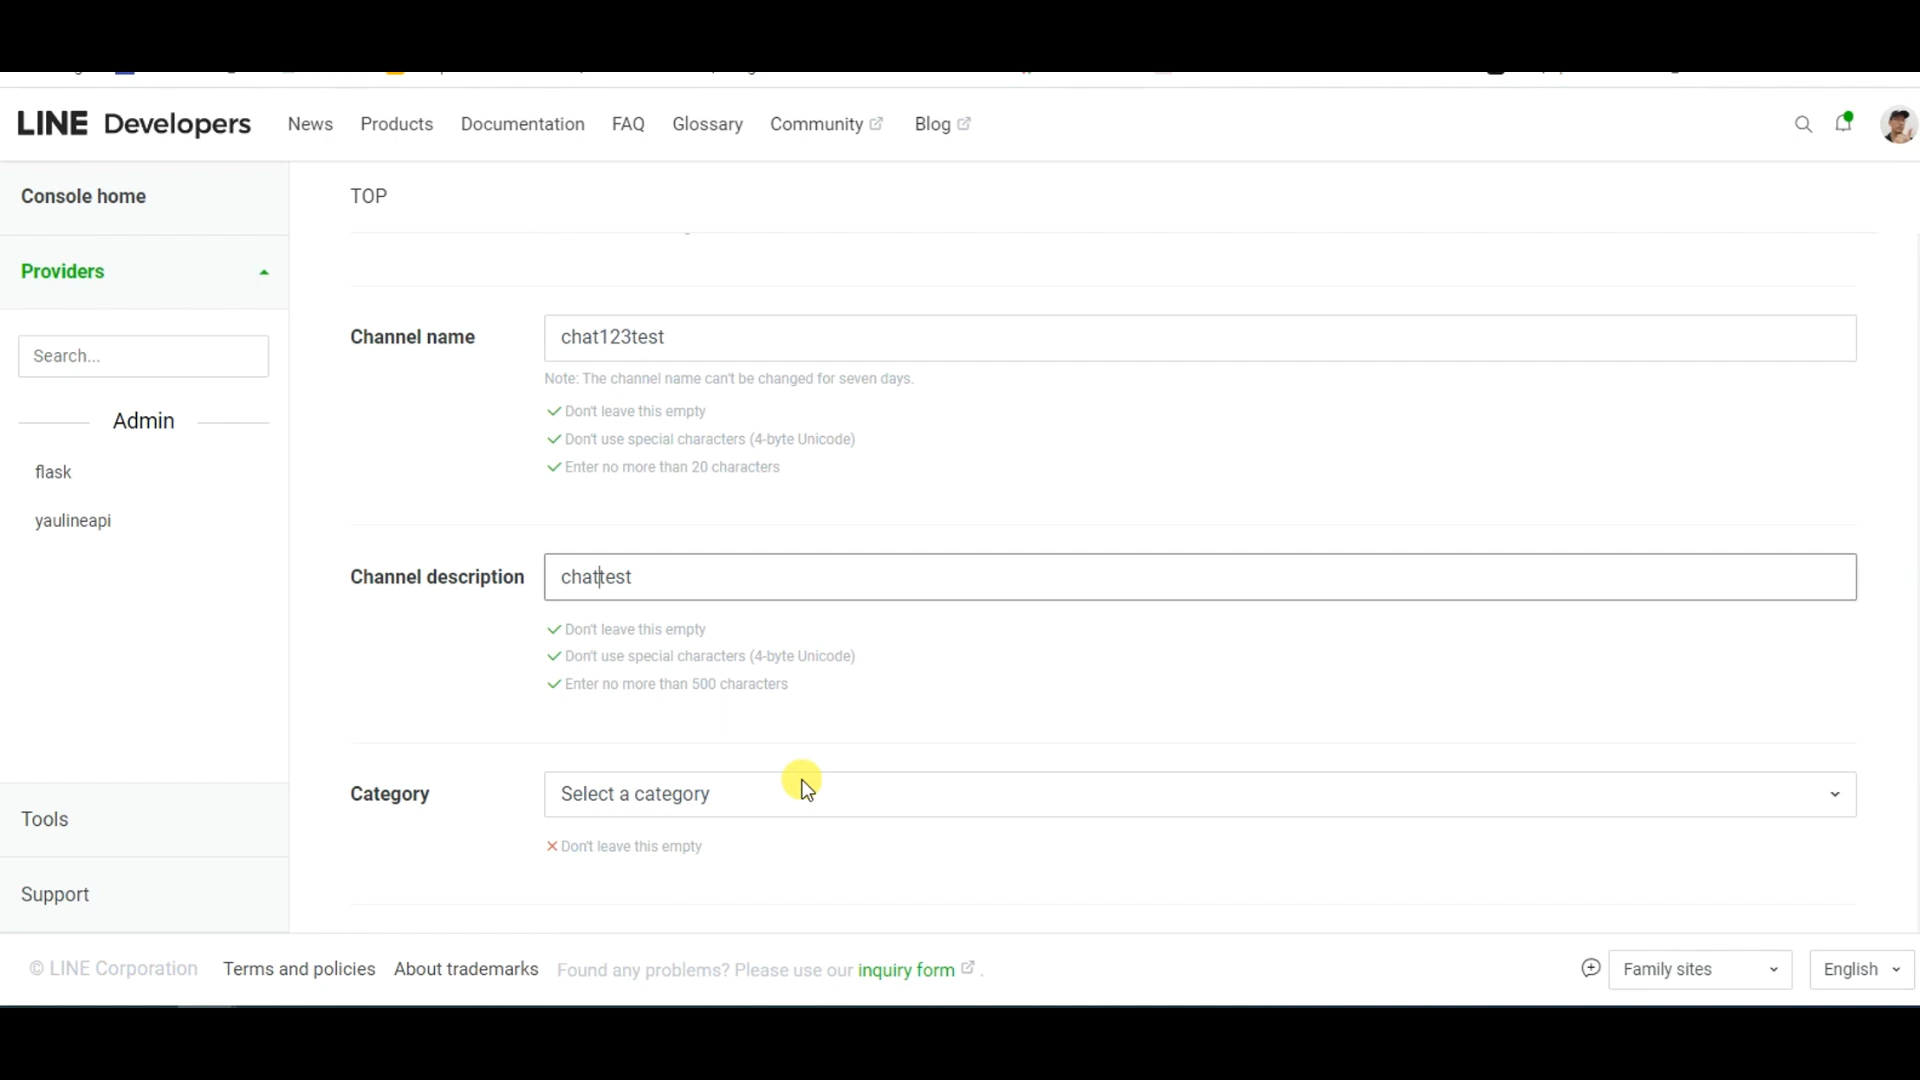 LINE Developers News Products Documentation FAQ Glossary Community Blog
Console home
TOP
Providers
Channel name
chat123test
Search...
Note: The channel name can't be changed for seven days.
Don't leave this empty
Admin
Don't use special characters (4-byte Unicode)
Enter no more than 20 characters
flask
yaulineapi
Channel description
chattest
Don't leave this empty
Don't use special characters (4-byte Unicode)
Enter no more than 500 characters
Category
Select a category
Tools
Don't leave this empty
Support
© LINE Corporation Terms and policies About trademarks Found any problems? Please use our inquiry form . Family sites English